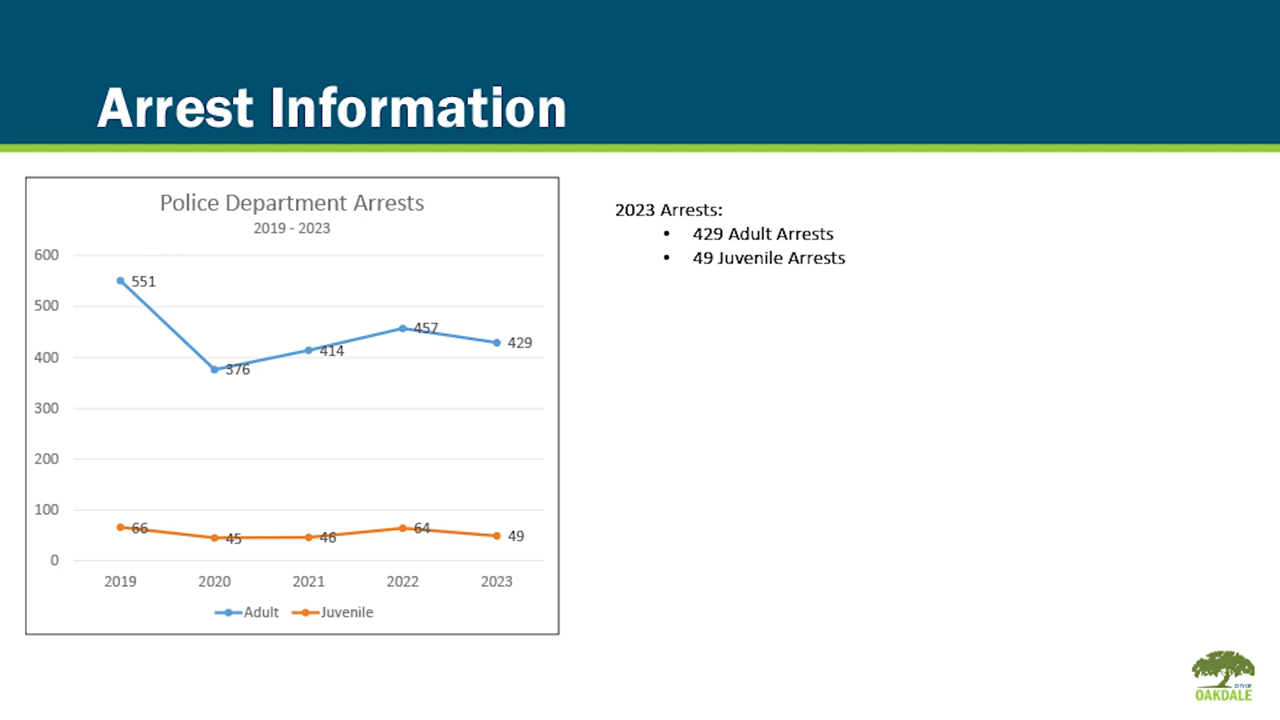 Arrest Information
Police Department Arrests
2019 - 2023
600
500
400
300
200
100
0
551
376
414
457
429
66
45
46
64
49
2019 2020 2021 2022 2023
Adult Juvenile
2023 Arrests:
• 429 Adult Arrests
• 49 Juvenile Arrests
CITY OF
OAKDALE